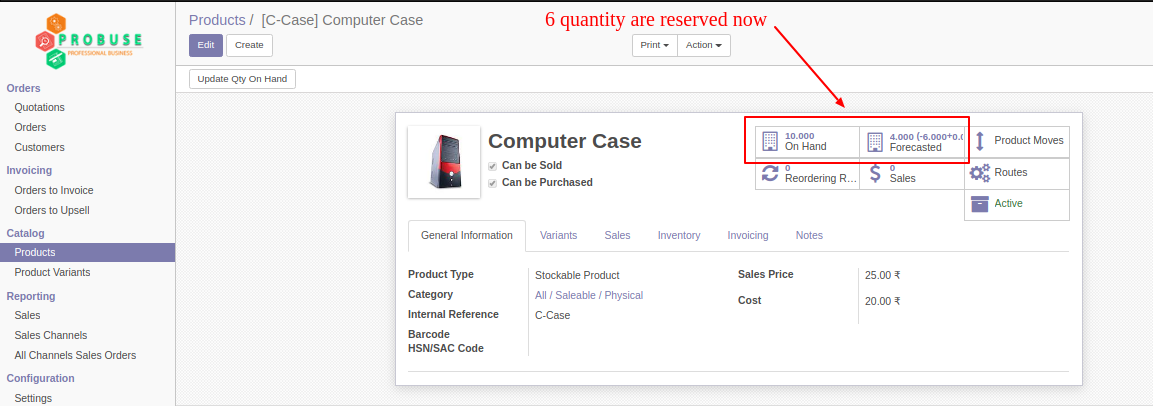 6 quantity are reserved now
PROBUSE
PROFESSIONAL BUSINESS
Products / [C-Case] Computer Case
Edit Create Print Action
Update Qty On Hand
Orders
Quotations
Orders
Customers
Invoicing
Orders to Invoice
Orders to Upsell
Catalog
Products
Product Variants
Reporting
Sales
Sales Channels
All Channels Sales Orders
Configuration
Settings
Computer Case
Can be Sold
Can be Purchased
10.000
On Hand
4.000 (-6.000+0.0
Forecasted
Product Moves
0
Reordering R...
0
Sales
Routes
Active
General Information Variants Sales Inventory Invoicing Notes
Product Type Stockable Product
Category All / Saleable / Physical
Internal Reference C-Case
Barcode
HSN/SAC Code
Sales Price 25.00 ₹
Cost 20.00 ₹